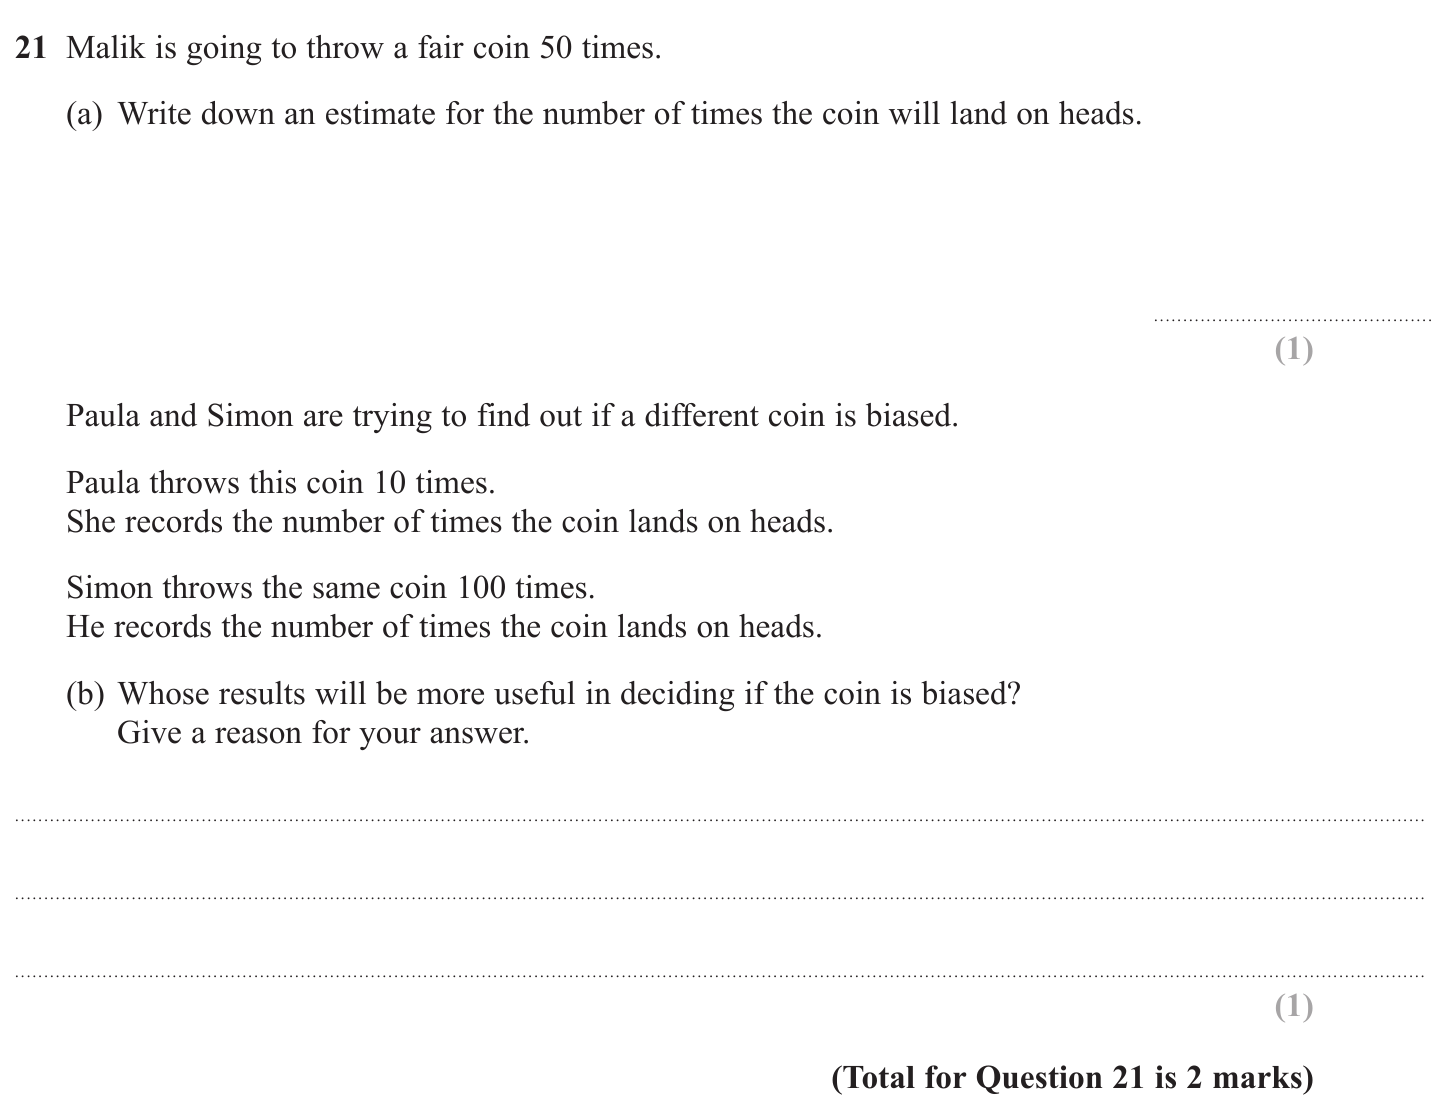 21 Malik is going to throw a fair coin 50 times.
(a) Write down an estimate for the number of times the coin will land on heads.
(1)
Paula and Simon are trying to find out if a different coin is biased.
Paula throws this coin 10 times.
She records the number of times the coin lands on heads.
Simon throws the same coin 100 times.
He records the number of times the coin lands on heads.
(b) Whose results will be more useful in deciding if the coin is biased?
Give a reason for your answer.
(1)
(Total for Question 21 is 2 marks)